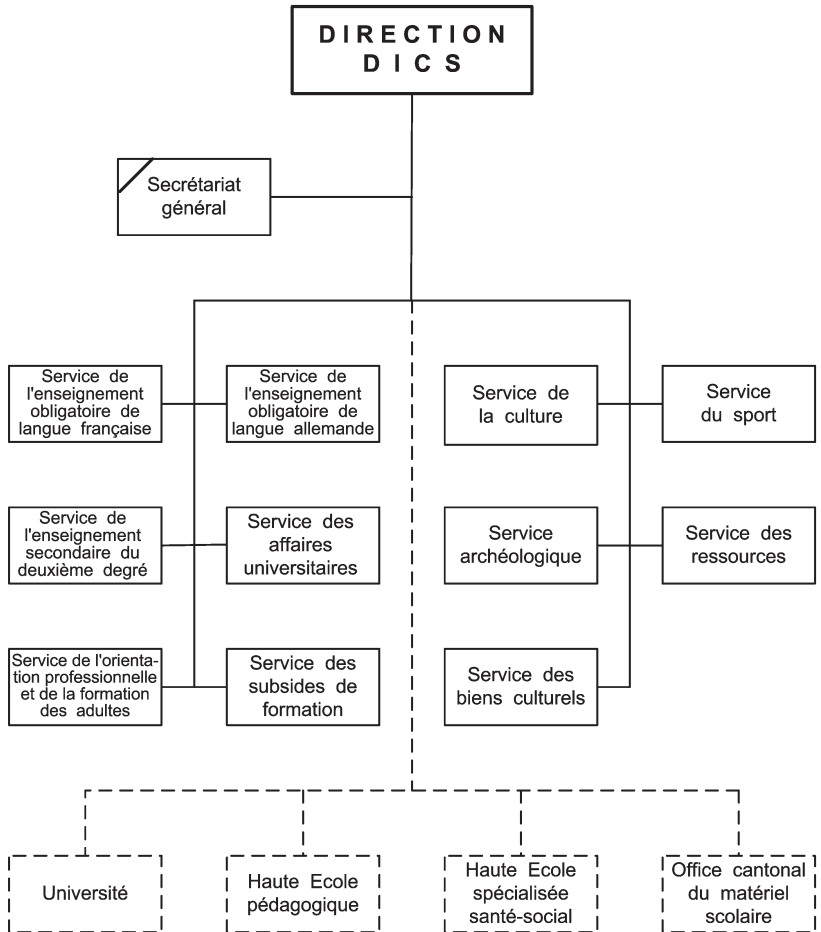 DIRECTION
DICS
Secrétariat
général
Service de
l'enseignement
obligatoire de
langue française
Service de
l'enseignement
obligatoire de
langue allemande
Service de
la culture
Service
du sport
Service de
l'enseignement
secondaire du
deuxième degré
Service des
affaires
universitaires
Service
archéologique
Service des
ressources
Service de l'orienta-
tion professionnelle
et de la formation
des adultes
Service des
subsides de
formation
Service des
biens culturels
Université
Haute Ecole
pédagogique
Haute Ecole
spécialisée
santé-social
Office cantonal
du matériel
scolaire